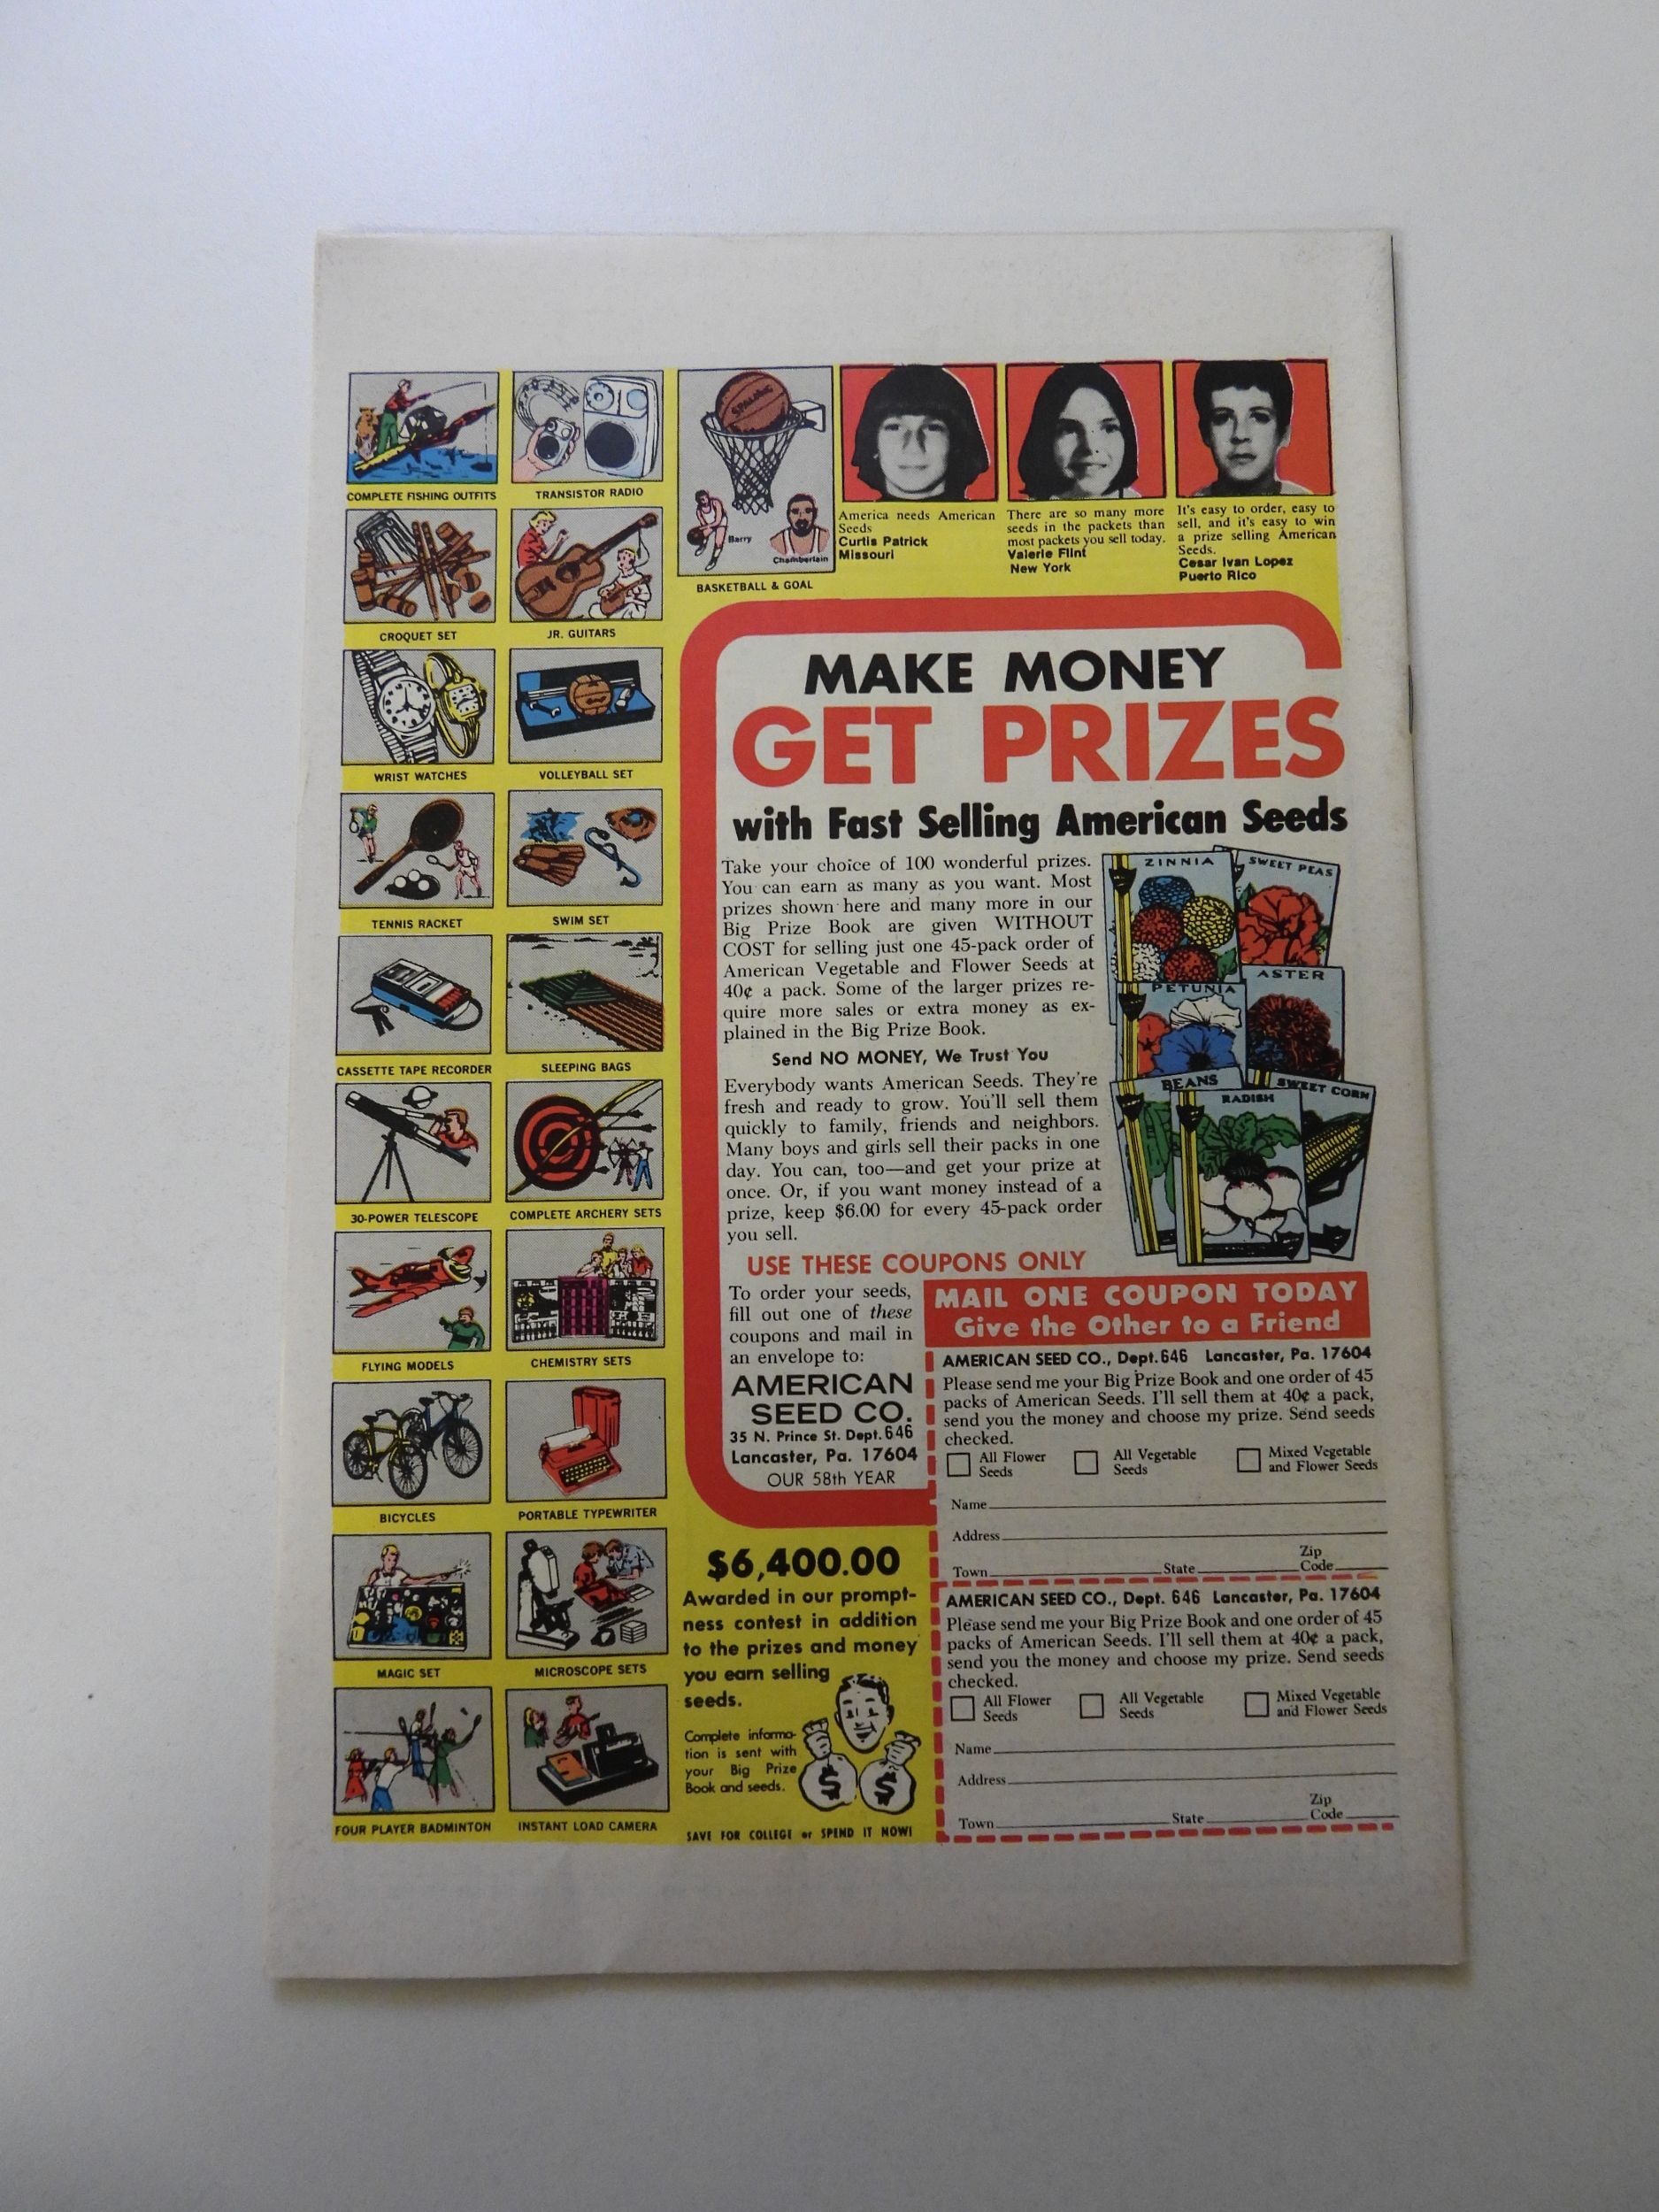 COMPLETE FISHING OUTFITS
TRANSISTOR RADIO
CROQUET SET
JR. GUITARS
WRIST WATCHES
VOLLEYBALL SET
TENNIS RACKET
SWIM SET
CASSETTE TAPE RECORDER
SLEEPING BAGS
30-POWER TELESCOPE
COMPLETE ARCHERY SETS
FLYING MODELS
CHEMISTRY SETS
BICYCLES
PORTABLE TYPEWRITER
MAGIC SET
MICROSCOPE SETS
FOUR PLAYER BADMINTON
INSTANT LOAD CAMERA
SPALDING
Barry
Chamberlain
BASKETBALL & GOAL
America needs American
Seeds
Curtis Patrick
Missouri
There are so many more
seeds in the packets than
most packets you sell today.
Valerie Flint
New York
It's easy to order, easy to
sell, and it's easy to win
a prize selling American
Seeds.
Cesar Ivan Lopez
Puerto Rico
MAKE MONEY
GET PRIZES
with Fast Selling American Seeds
Take your choice of 100 wonderful prizes.
You can earn as many as you want. Most
prizes shown here and many more in our
Big Prize Book are given WITHOUT
COST for selling just one 45-pack order of
American Vegetable and Flower Seeds at
40¢ a pack. Some of the larger prizes re-
quire more sales or extra money as ex-
plained in the Big Prize Book.
Send NO MONEY, We Trust You
Everybody wants American Seeds. They're
fresh and ready to grow. You'll sell them
quickly to family, friends and neighbors.
Many boys and girls sell their packs in one
day. You can, too—and get your prize at
once. Or, if you want money instead of a
prize, keep $6.00 for every 45-pack order
you sell.
ZINNIA
SWEET PEAS
ASTER
PETUNIA
BEANS
SWEET CORN
RADISH
USE THESE COUPONS ONLY
To order your seeds,
fill out one of these
coupons and mail in
an envelope to:
AMERICAN
SEED CO.
35 N. Prince St. Dept. 646
Lancaster, Pa. 17604
OUR 58th YEAR
MAIL ONE COUPON TODAY
Give the Other to a Friend
AMERICAN SEED CO., Dept. 646 Lancaster, Pa. 17604
Please send me your Big Prize Book and one order of 45
packs of American Seeds. I'll sell them at 40¢ a pack,
send you the money and choose my prize. Send seeds
checked.
All Flower
Seeds
All Vegetable
Seeds
Mixed Vegetable
and Flower Seeds
Name
Address
Town State Zip Code
AMERICAN SEED CO., Dept. 646 Lancaster, Pa. 17604
Please send me your Big Prize Book and one order of 45
packs of American Seeds. I'll sell them at 40¢ a pack,
send you the money and choose my prize. Send seeds
checked.
All Flower
Seeds
All Vegetable
Seeds
Mixed Vegetable
and Flower Seeds
Name
Address
Town State Zip Code
$6,400.00
Awarded in our prompt-
ness contest in addition
to the prizes and money
you earn selling
seeds.
Complete informa-
tion is sent with
your Big Prize
Book and seeds.
$ $
SAVE FOR COLLEGE or SPEND IT NOW!